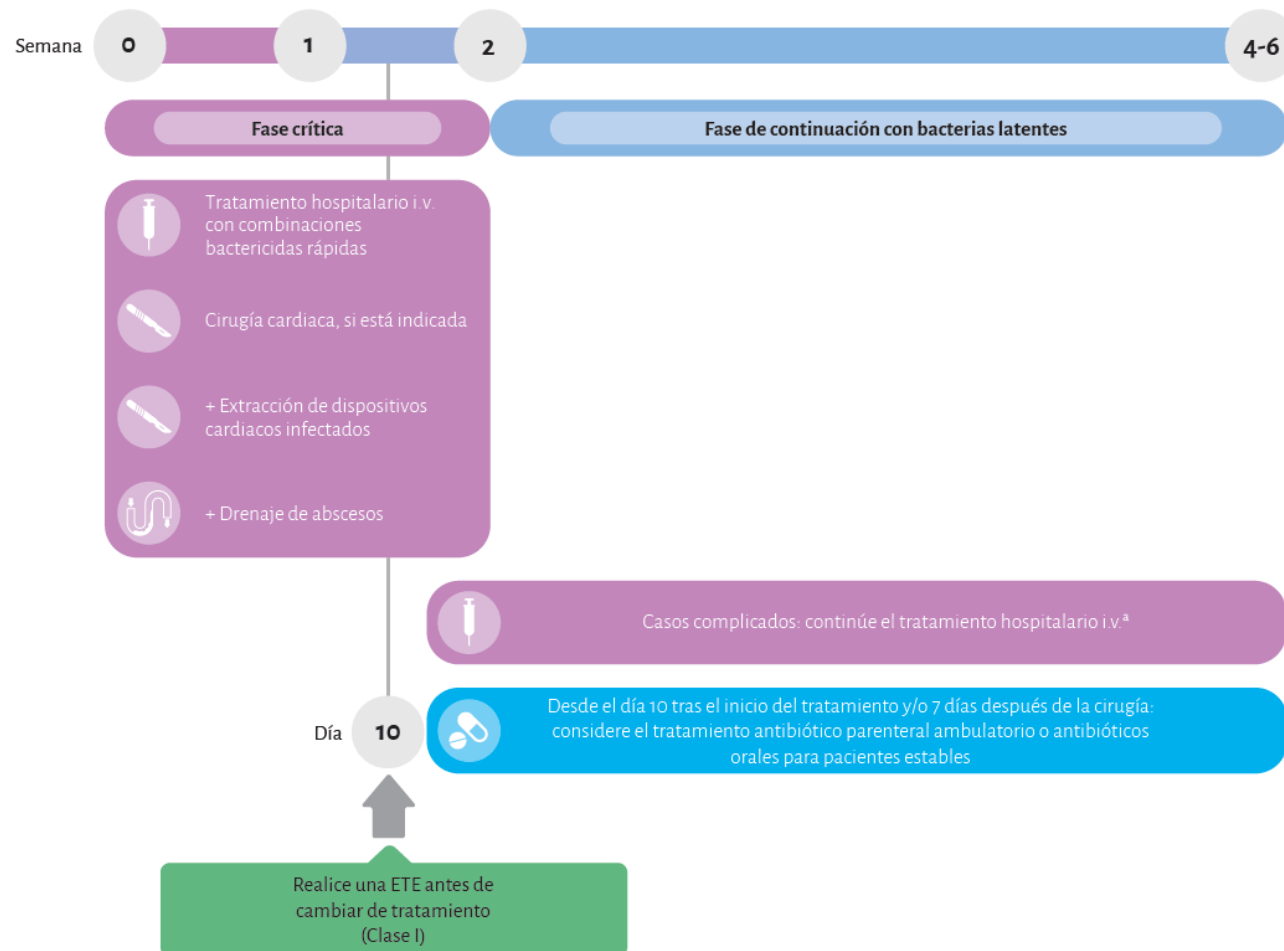 Semana
0
1
2
4-6
Fase crítica
Fase de continuación con bacterias latentes
Tratamiento hospitalario i.v.
con combinaciones
bactericidas rápidas
Cirugía cardiaca, si está indicada
+ Extracción de dispositivos
cardiacos infectados
+ Drenaje de abscesos
Casos complicados: continúe el tratamiento hospitalario i.v.ª
Día
10
Desde el día 10 tras el inicio del tratamiento y/o 7 días después de la cirugía:
considere el tratamiento antibiótico parenteral ambulatorio o antibióticos
orales para pacientes estables
Realice una ETE antes de
cambiar de tratamiento
(Clase I)